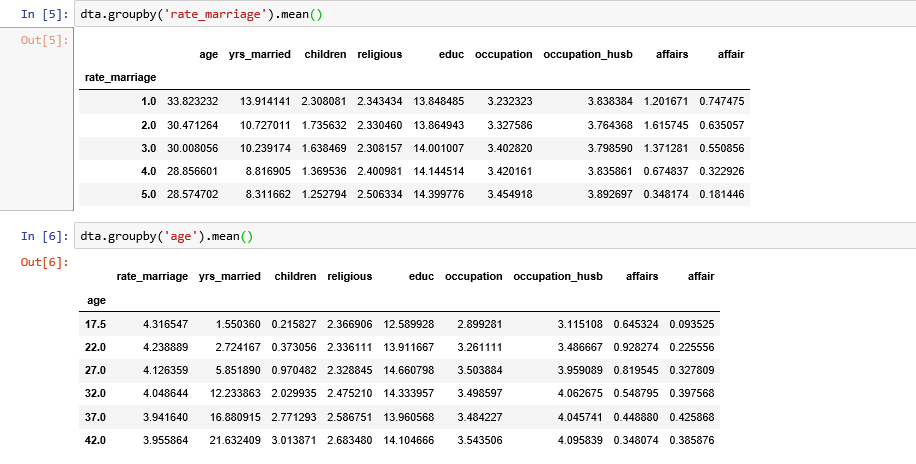 In [5]: dta.groupby('rate_marriage').mean()
Out[5]:
age yrs_married children religious educ occupation occupation_husb affairs affair
rate_marriage
1.0 33.823232 13.914141 2.308081 2.343434 13.848485 3.232323 3.838384 1.201671 0.747475
2.0 30.471264 10.727011 1.735632 2.330460 13.864943 3.327586 3.764368 1.615745 0.635057
3.0 30.008056 10.239174 1.638469 2.308157 14.001007 3.402820 3.798590 1.371281 0.550856
4.0 28.856601 8.816905 1.369536 2.400981 14.144514 3.420161 3.835861 0.674837 0.322926
5.0 28.574702 8.311662 1.252794 2.506334 14.399776 3.454918 3.892697 0.348174 0.181446
In [6]: dta.groupby('age').mean()
Out[6]:
rate_marriage yrs_married children religious educ occupation occupation_husb affairs affair
age
17.5 4.316547 1.550360 0.215827 2.366906 12.589928 2.899281 3.115108 0.645324 0.093525
22.0 4.238889 2.724167 0.373056 2.336111 13.911667 3.261111 3.486667 0.928274 0.225556
27.0 4.126359 5.851890 0.970482 2.328845 14.660798 3.503884 3.959089 0.819545 0.327809
32.0 4.048644 12.233863 2.029935 2.475210 14.333957 3.498597 4.062675 0.548795 0.397568
37.0 3.941640 16.880915 2.771293 2.586751 13.960568 3.484227 4.045741 0.448880 0.425868
42.0 3.955864 21.632409 3.013871 2.683480 14.104666 3.543506 4.095839 0.348074 0.385876